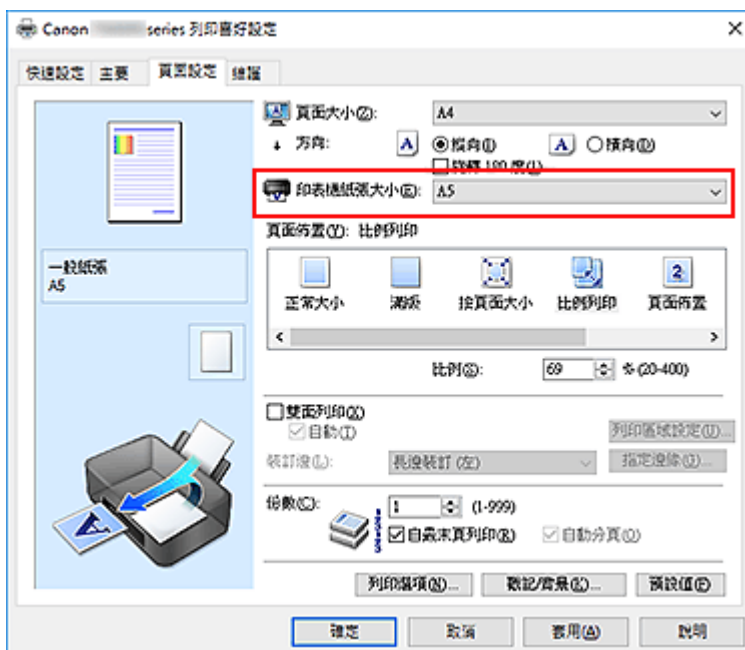 Canon series 列印喜好設定
快速設定 主要 頁面設定 維護
頁面大小(Z): A4
方向: A 縱向(I) A 橫向(D)
旋轉 180 度(L)
印表機紙張大小(E): A5
頁面佈置(Y): 比例列印
一般紙張
A5
正常大小 滿版 按頁面大小 比例列印 頁面佈置
比例(S): 69 % (20-400)
雙面列印(X)
自動(T)
列印區域設定(U)...
裝訂邊(L): 長邊裝訂 (左) 指定邊緣(J)...
份數(C): 1 (1-999)
自最末頁列印(R) 自動分頁(O)
列印選項(N)... 戳記/背景(K)... 預設值(F)
確定 取消 套用(A) 說明